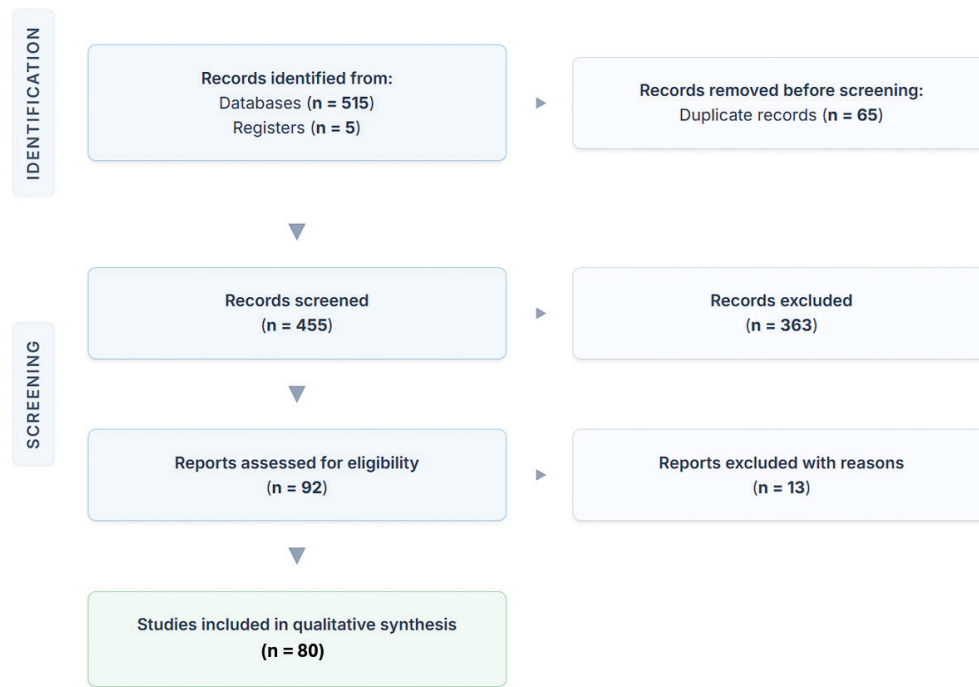 IDENTIFICATION
Records identified from:
Databases (n = 515)
Registers (n = 5)
Records removed before screening:
Duplicate records (n = 65)
SCREENING
Records screened
(n = 455)
Records excluded
(n = 363)
Reports assessed for eligibility
(n = 92)
Reports excluded with reasons
(n = 13)
Studies included in qualitative synthesis
(n = 80)